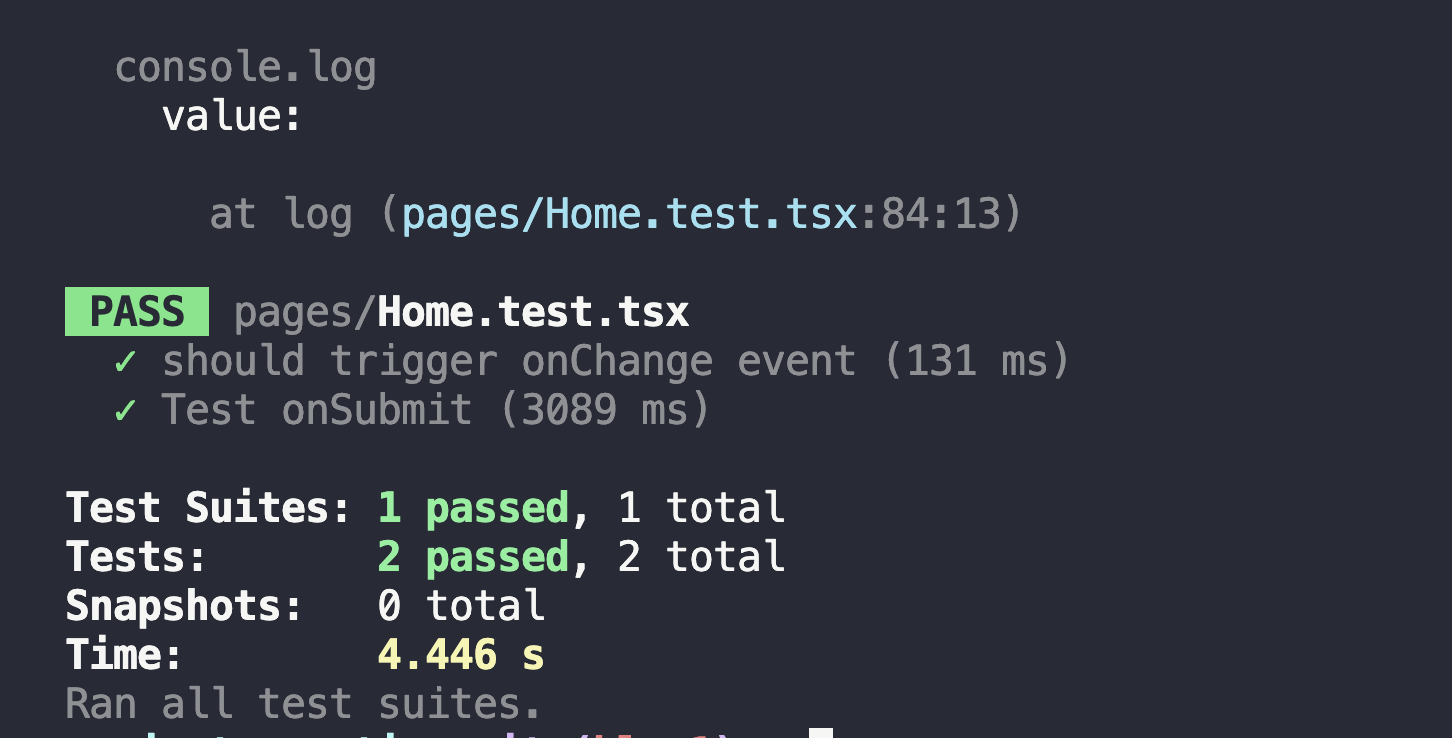 console.log
value:
at log (pages/Home.test.tsx:84:13)
PASS pages/Home.test.tsx
✓ should trigger onChange event (131 ms)
✓ Test onSubmit (3089 ms)
Test Suites: 1 passed, 1 total
Tests: 2 passed, 2 total
Snapshots: 0 total
Time: 4.446 s
Ran all test suites.